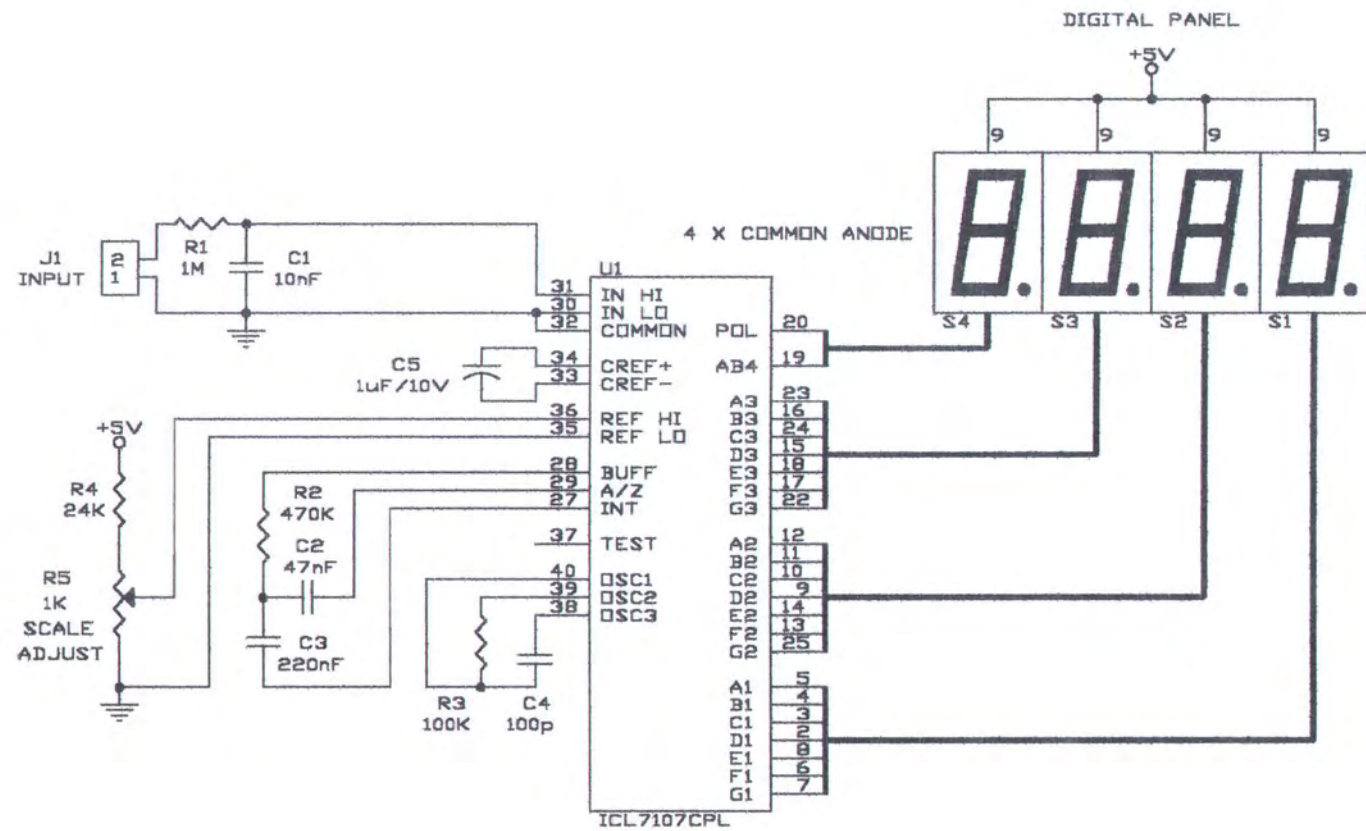 DIGITAL PANEL
+5V
9 9 9 9
4 X COMMON ANODE
S4 S3 S2 S1
J1
INPUT
2
1
R1
1M
C1
10nF
C5
1uF/10V
+5V
R4
24K
R5
1K
SCALE
ADJUST
R2
470K
C2
47nF
C3
220nF
R3
100K
C4
100p
U1
31 IN HI
30 IN LO
32 COMMON
34 CREF+
33 CREF-
36 REF HI
35 REF LO
28 BUFF
29 A/Z
27 INT
37 TEST
40 OSC1
39 OSC2
38 OSC3
POL 20
AB4 19
A3 23
B3 16
C3 24
D3 15
E3 18
F3 17
G3 22
A2 12
B2 11
C2 10
D2 9
E2 14
F2 13
G2 25
A1 5
B1 4
C1 3
D1 2
E1 8
F1 6
G1 7
ICL7107CPL